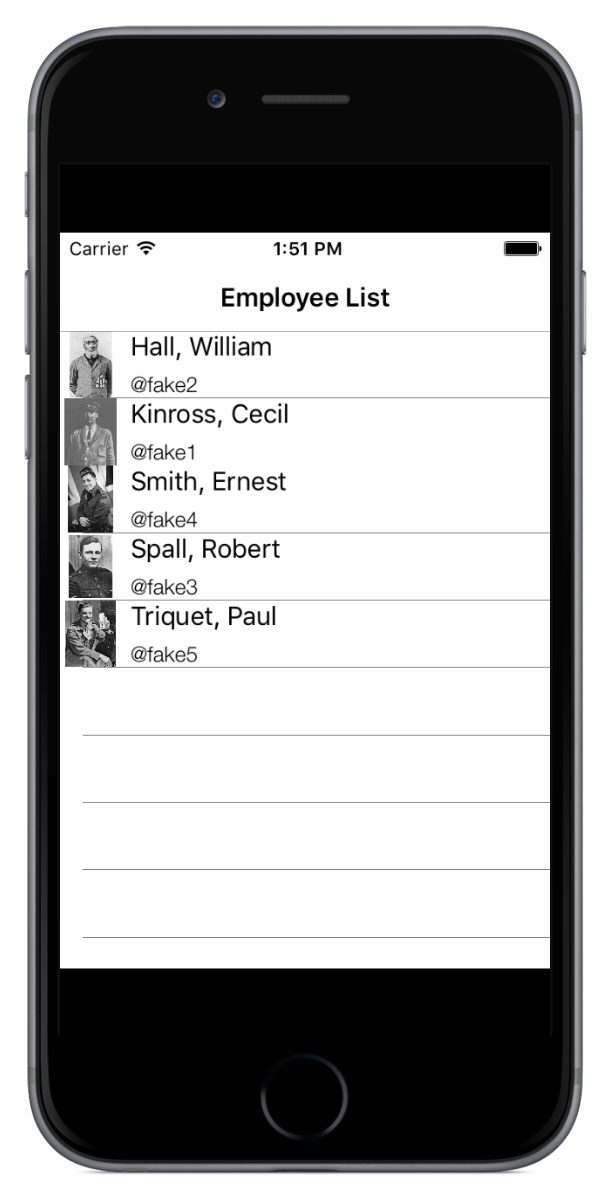 Carrier 1:51 PM
Employee List
Hall, William
@fake2
Kinross, Cecil
@fake1
Smith, Ernest
@fake4
Spall, Robert
@fake3
Triquet, Paul
@fake5